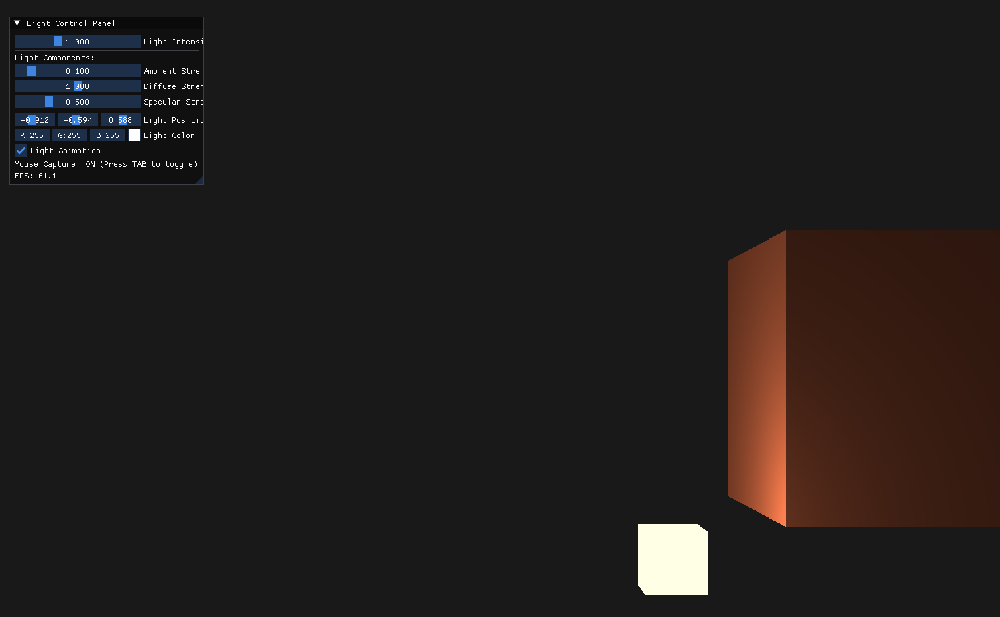 Light Control Panel
1.000 Light Intensi
Light Components:
0.100 Ambient Stren
1.000 Diffuse Stren
0.500 Specular Stre
-0.912 -0.594 0.588 Light Positio
R:255 G:255 B:255 Light Color
Light Animation
Mouse Capture: ON (Press TAB to toggle)
FPS: 61.1